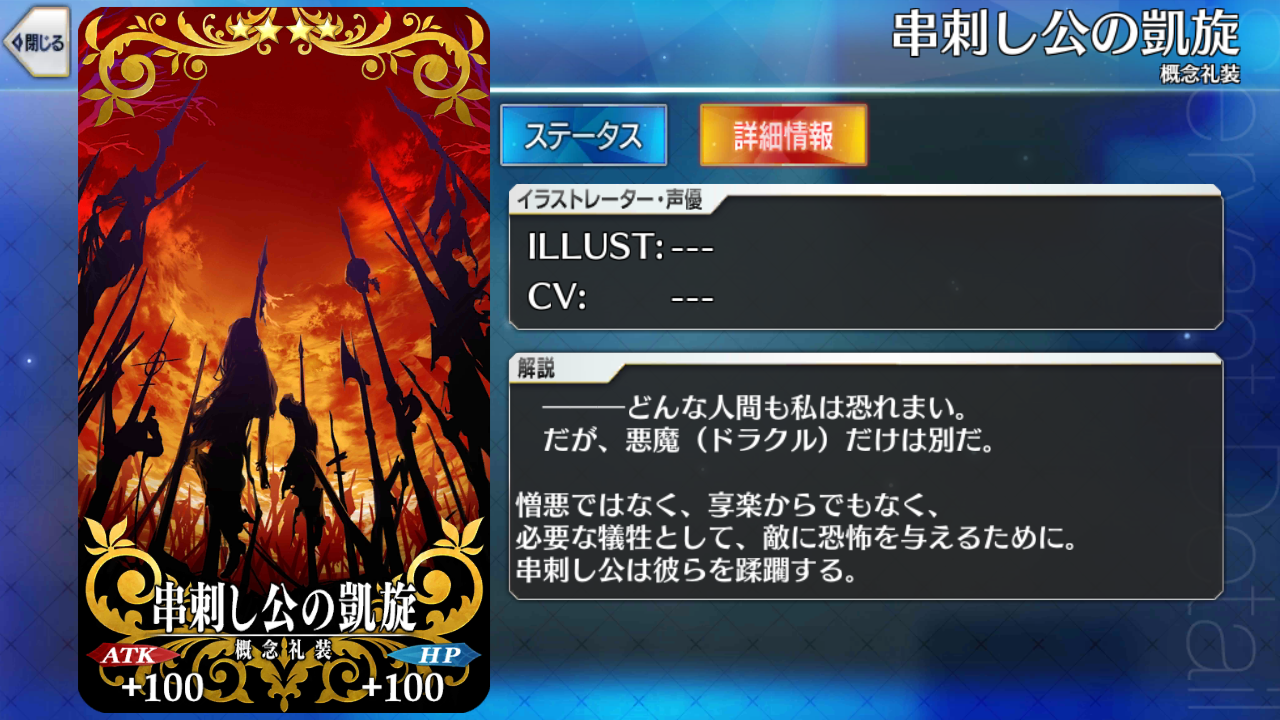 閉じる
串刺し公の凱旋
概念礼装
ステータス
詳細情報
イラストレーター・声優
ILLUST: ---
CV: ---
解説
―――どんな人間も私は恐れまい。
だが、悪魔（ドラクル）だけは別だ。
憎悪ではなく、享楽からでもなく、
必要な犠牲として、敵に恐怖を与えるために。
串刺し公は彼らを蹂躙する。
串刺し公の凱旋
概念礼装
ATK
HP
+100
+100